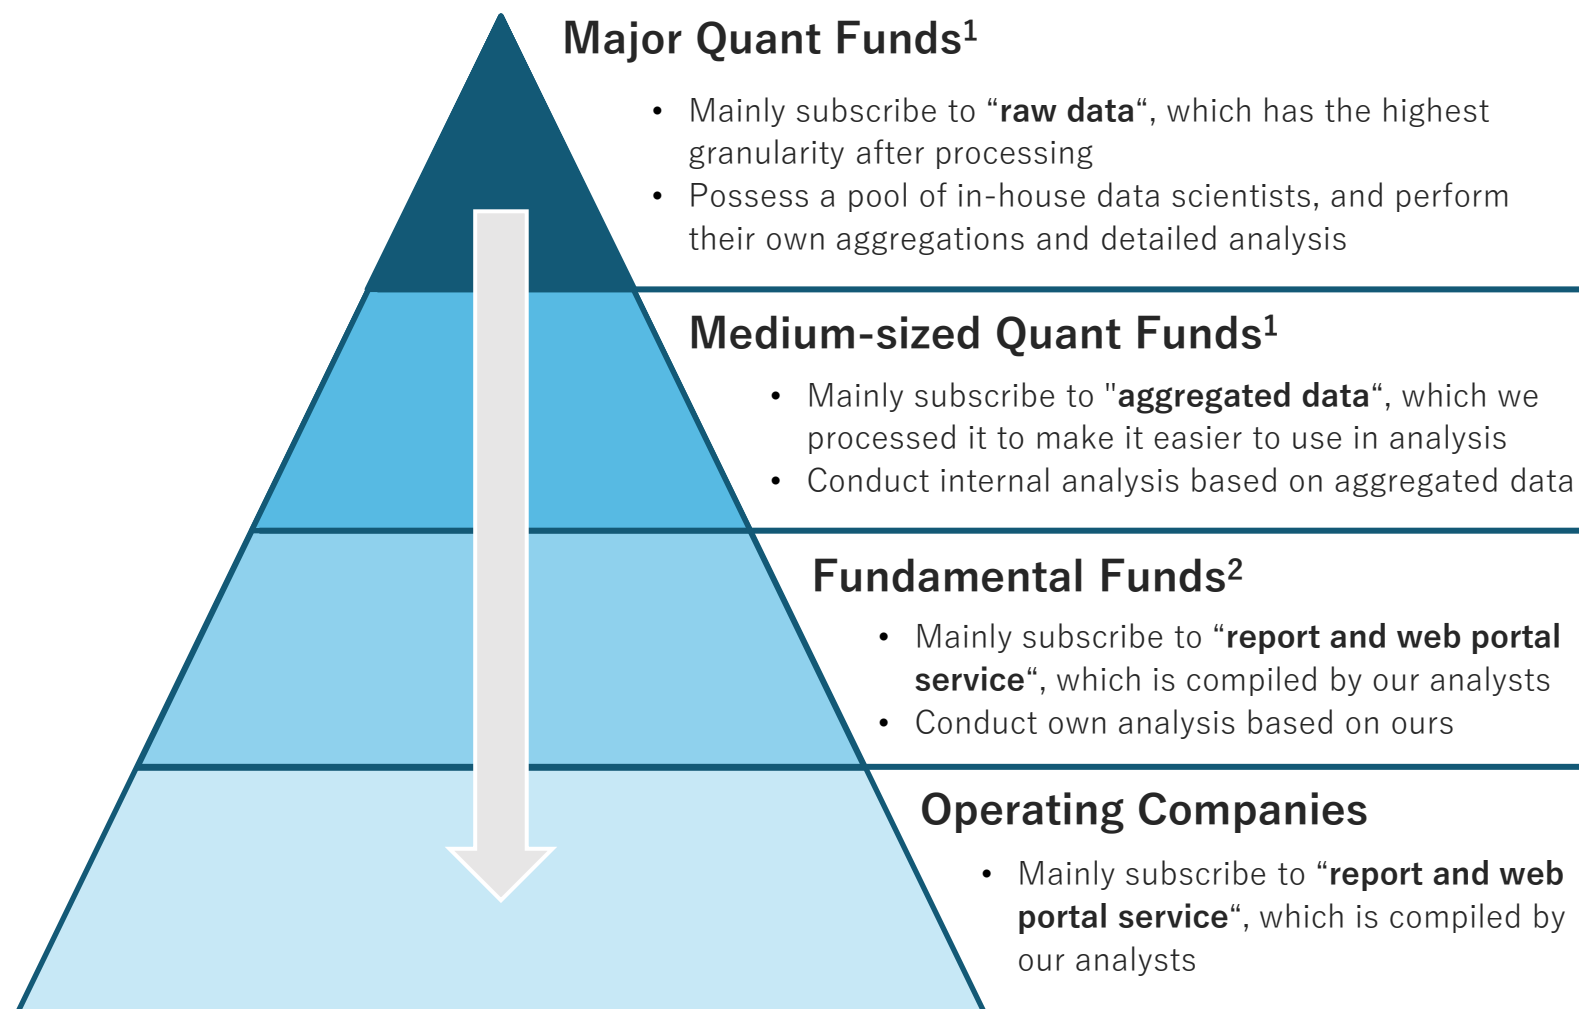 Major Quant Funds¹
• Mainly subscribe to “raw data“, which has the highest
granularity after processing
• Possess a pool of in-house data scientists, and perform
their own aggregations and detailed analysis
Medium-sized Quant Funds¹
• Mainly subscribe to "aggregated data“, which we
processed it to make it easier to use in analysis
• Conduct internal analysis based on aggregated data
Fundamental Funds²
• Mainly subscribe to “report and web portal
service“, which is compiled by our analysts
• Conduct own analysis based on ours
Operating Companies
• Mainly subscribe to “report and web
portal service“, which is compiled by
our analysts